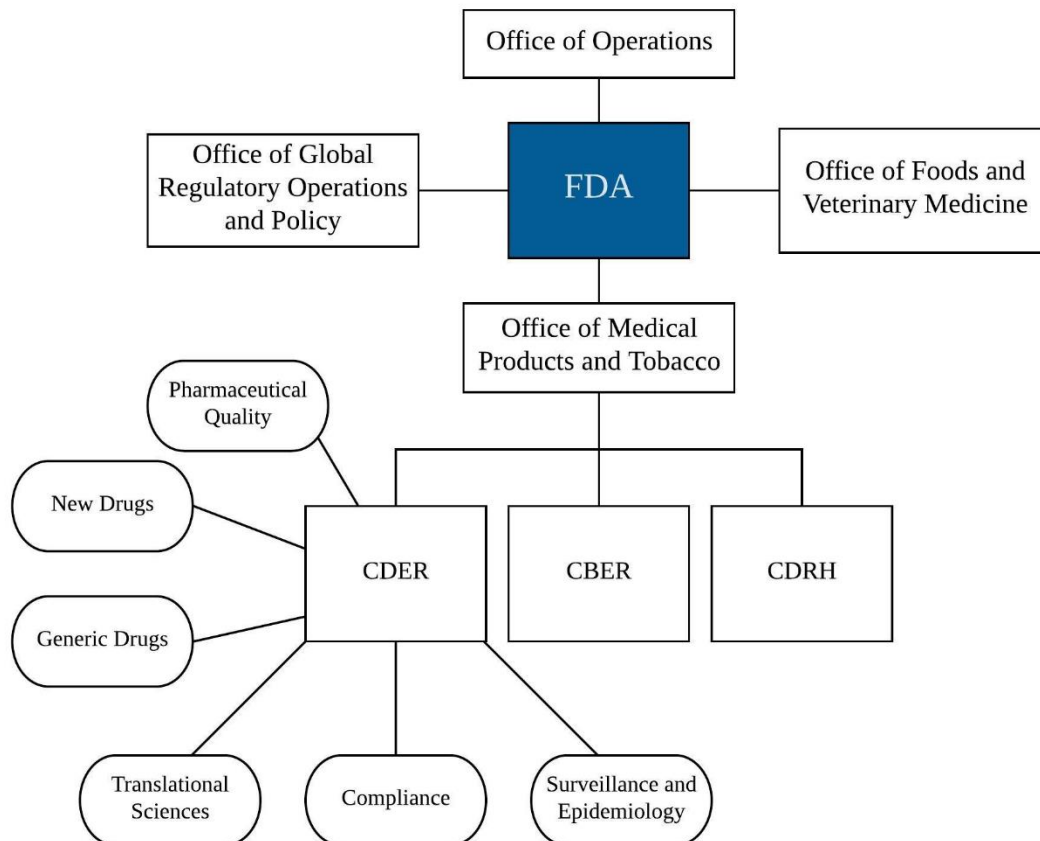 Office of Operations
Office of Global
Regulatory Operations
and Policy
FDA
Office of Foods and
Veterinary Medicine
Office of Medical
Products and Tobacco
Pharmaceutical
Quality
New Drugs
CDER
CBER
CDRH
Generic Drugs
Translational
Sciences
Compliance
Surveillance and
Epidemiology